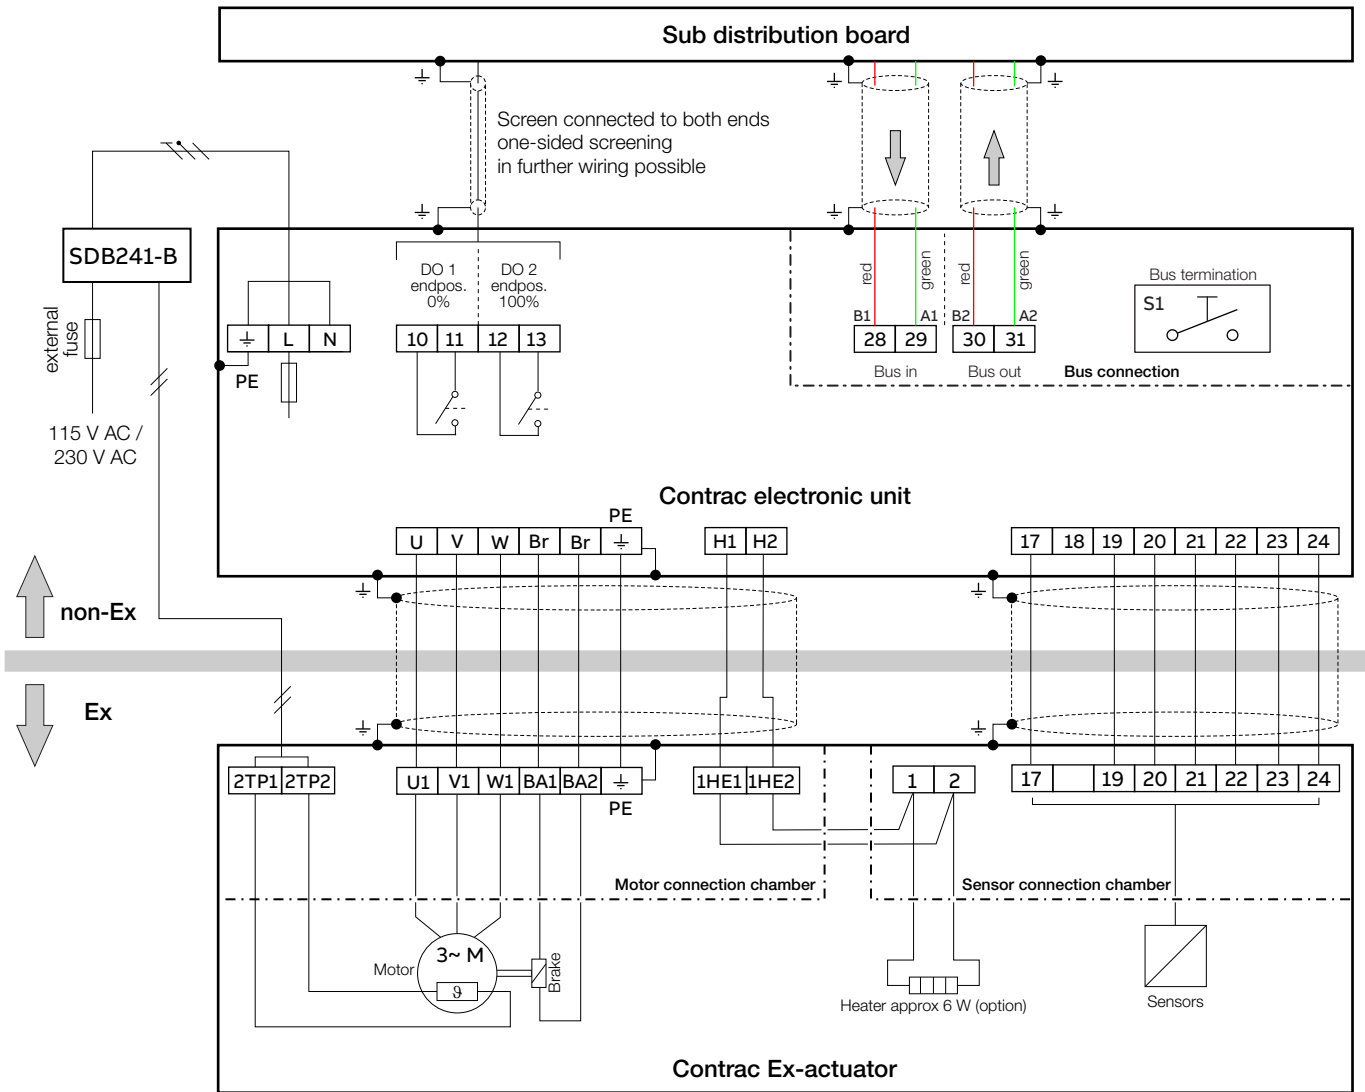 Sub distribution board
Screen connected to both ends
one-sided screening
in further wiring possible
SDB241-B
external
fuse
115 V AC /
230 V AC
DO 1
endpos.
0%
DO 2
endpos.
100%
red
green
red
green
Bus termination
S1
B1
A1
B2
A2
L
N
PE
10
11
12
13
28
29
30
31
Bus in
Bus out
Bus connection
Contrac electronic unit
PE
U
V
W
Br
Br
H1
H2
17
18
19
20
21
22
23
24
non-Ex
Ex
2TP1
2TP2
U1
V1
W1
BA1
BA2
PE
1HE1
1HE2
1
2
17
19
20
21
22
23
24
Motor connection chamber
Sensor connection chamber
3~ M
Motor
ϑ
Brake
Heater approx 6 W (option)
Sensors
Contrac Ex-actuator